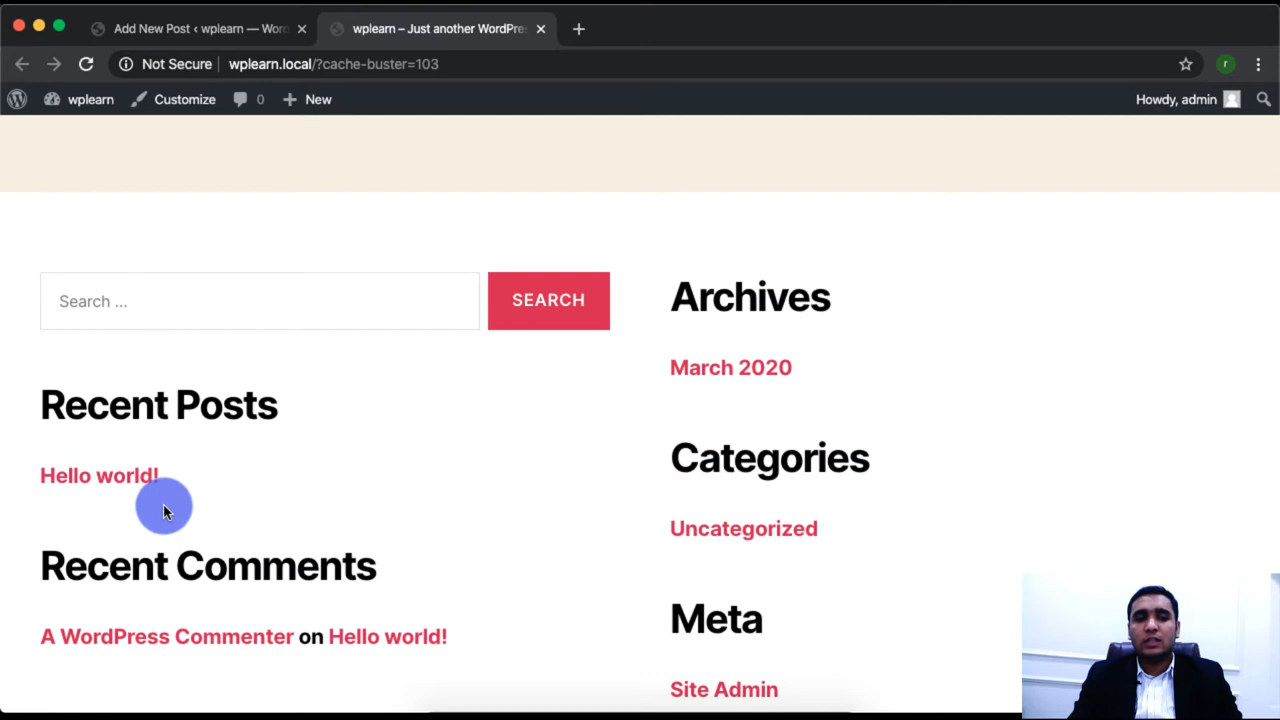 Add New Post ‹ wplearn — Wor
wplearn – Just another WordPre
Not Secure
wplearn.local/?cache-buster=103
wplearn
Customize
0
New
Howdy, admin
r
Search ...
SEARCH
Recent Posts
Hello world!
Recent Comments
A WordPress Commenter on Hello world!
Archives
March 2020
Categories
Uncategorized
Meta
Site Admin